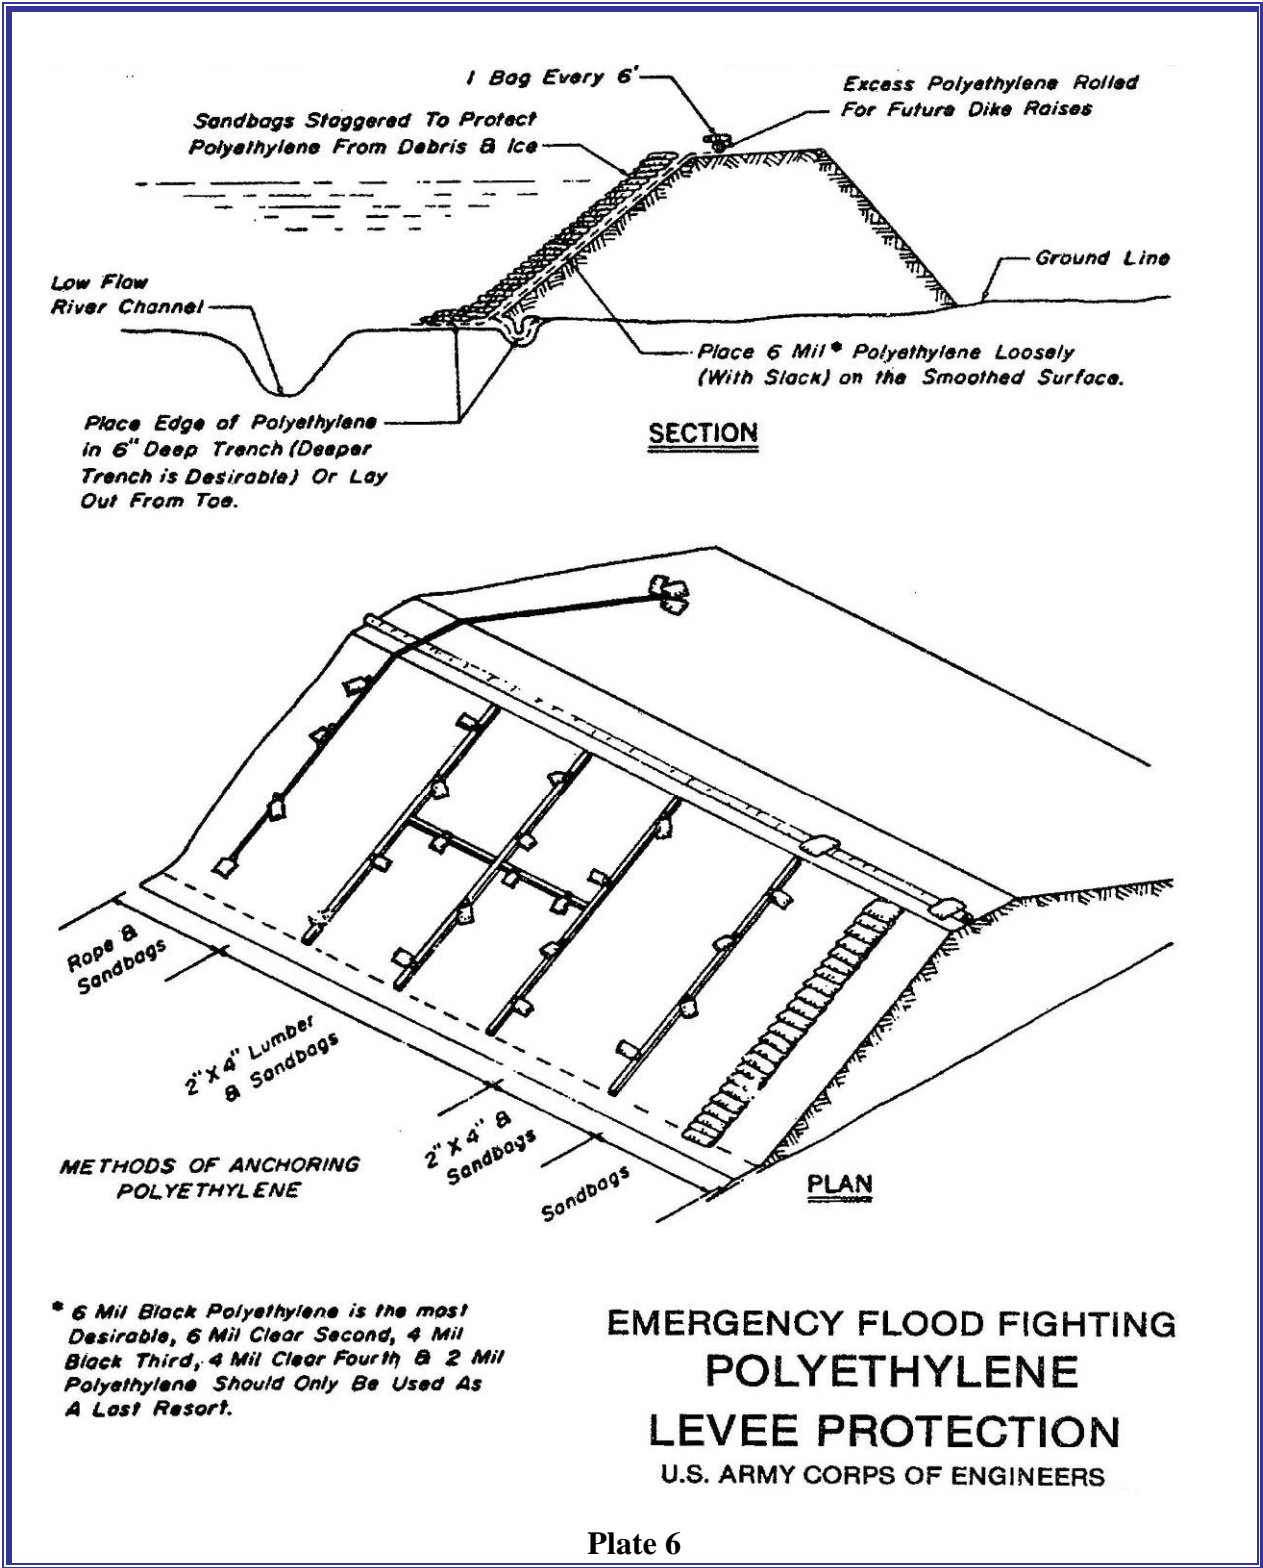 1 Bag Every 6'
Excess Polyethylene Rolled
For Future Dike Raises
Sandbags Staggered To Protect
Polyethylene From Debris & Ice
Ground Line
Low Flow
River Channel
Place 6 Mil* Polyethylene Loosely
(With Slack) on the Smoothed Surface.
Place Edge of Polyethylene
in 6" Deep Trench (Deeper
Trench is Desirable) Or Lay
Out From Toe.
SECTION
Rope &
Sandbags
2" X 4" Lumber
& Sandbags
2" X 4" &
Sandbags
Sandbags
METHODS OF ANCHORING
POLYETHYLENE
PLAN
* 6 Mil Black Polyethylene is the most
Desirable, 6 Mil Clear Second, 4 Mil
Black Third, 4 Mil Clear Fourth & 2 Mil
Polyethylene Should Only Be Used As
A Last Resort.
EMERGENCY FLOOD FIGHTING
POLYETHYLENE
LEVEE PROTECTION
U.S. ARMY CORPS OF ENGINEERS
Plate 6